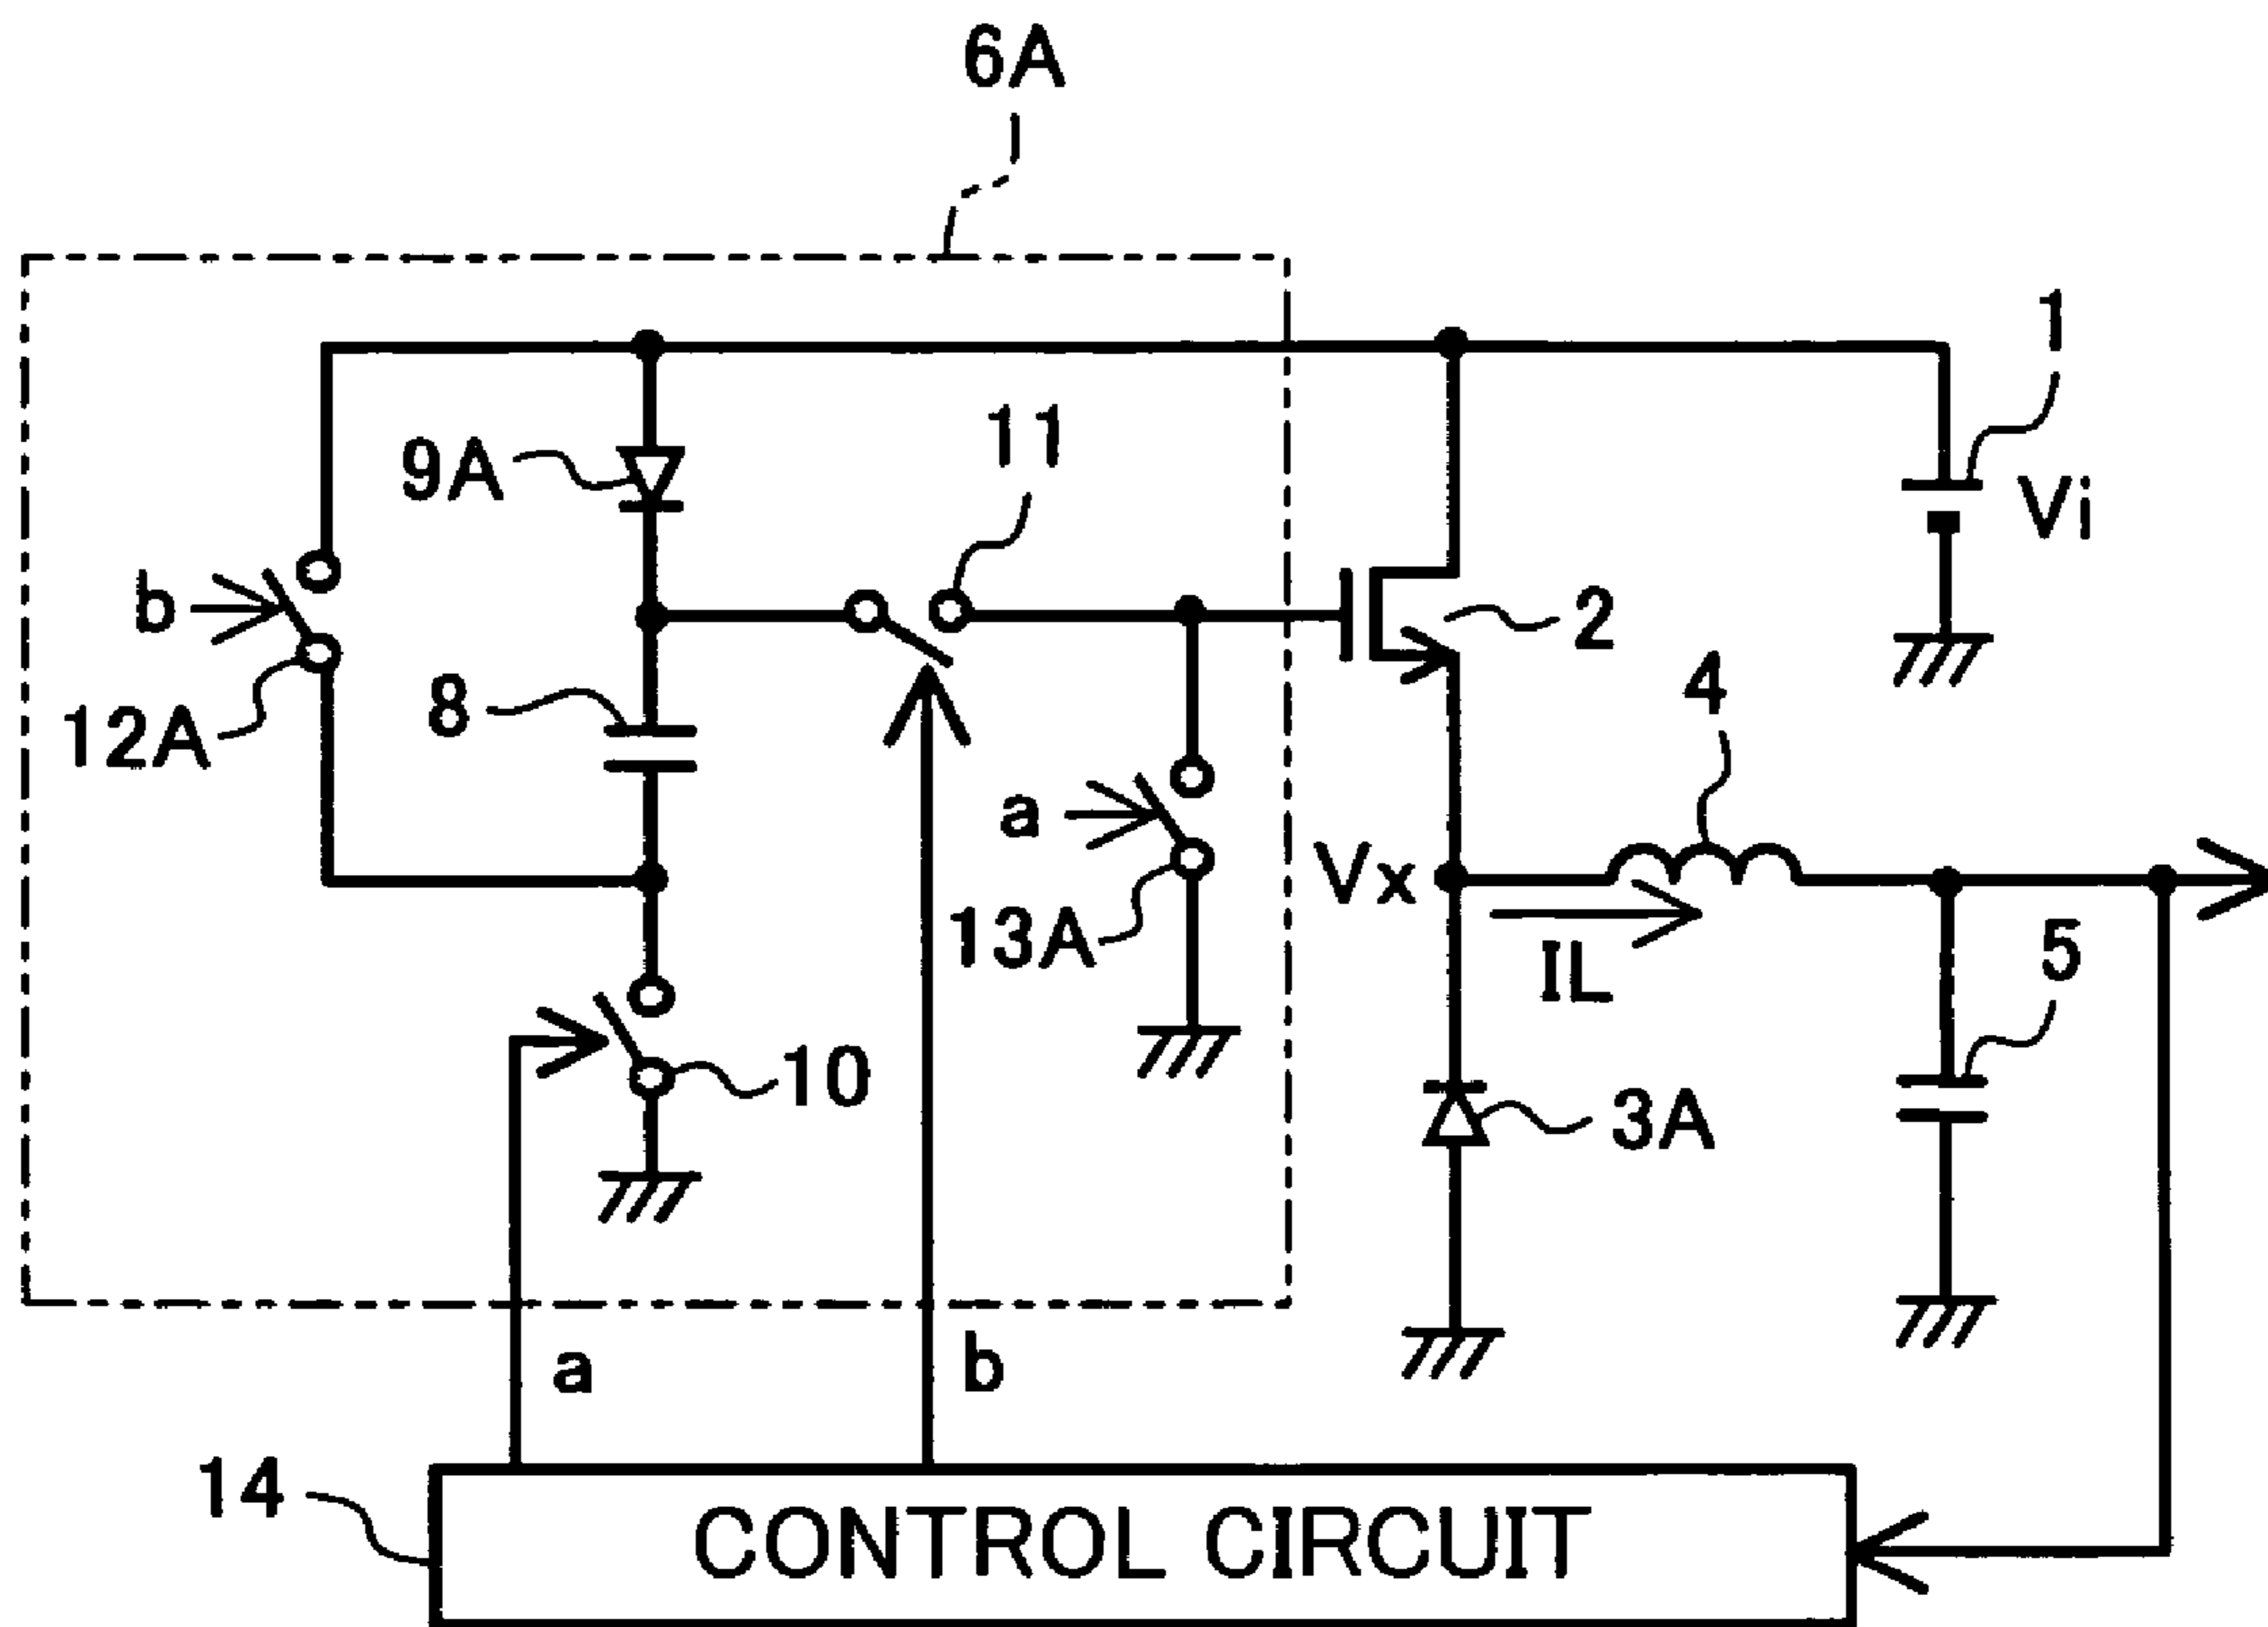 6A
1
11
9A
Vi
b
2
4
8
12A
a
Vx
13A
5
IL
10
3A
a
b
14
CONTROL CIRCUIT